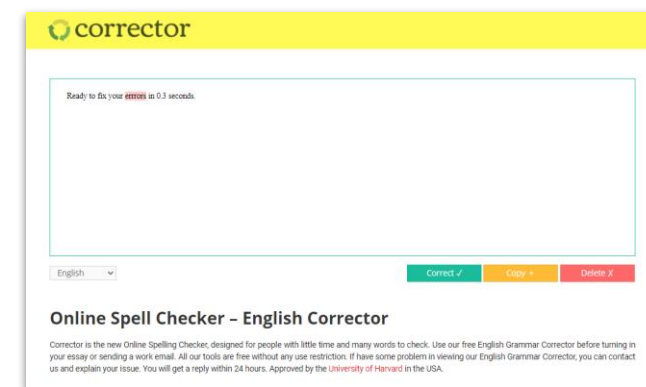 corrector
Ready to fix your errrors in 0.3 seconds.
English
Correct ✓
Copy +
Delete X
Online Spell Checker – English Corrector
Corrector is the new Online Spelling Checker, designed for people with little time and many words to check. Use our free English Grammar Corrector before turning in
your essay or sending a work email. All our tools are free without any use restriction. If have some problem in viewing our English Grammar Corrector, you can contact
us and explain your issue. You will get a reply within 24 hours. Approved by the University of Harvard in the USA.